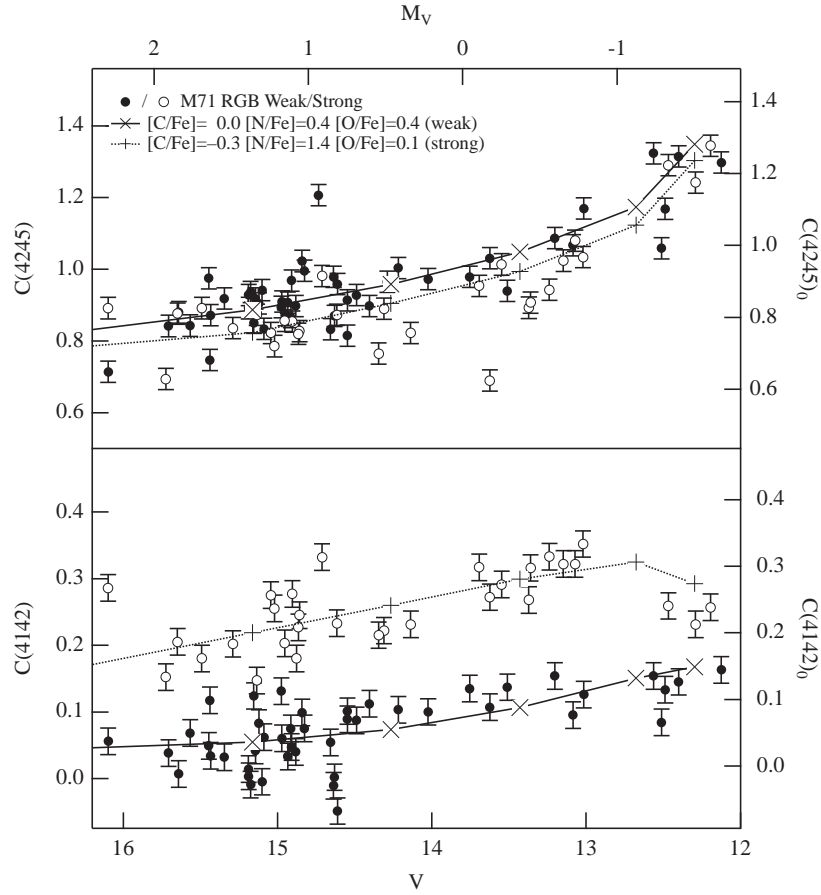 M_V
2 1 0 -1
● / ○ M71 RGB Weak/Strong
[C/Fe]= 0.0 [N/Fe]=0.4 [O/Fe]=0.4 (weak)
[C/Fe]=–0.3 [N/Fe]=1.4 [O/Fe]=0.1 (strong)
C(4245)
1.4
1.2
1.0
0.8
0.6
C(4245)₀
1.4
1.2
1.0
0.8
0.6
C(4142)
0.4
0.3
0.2
0.1
0.0
C(4142)₀
0.4
0.3
0.2
0.1
0.0
16 15 14 13 12
V